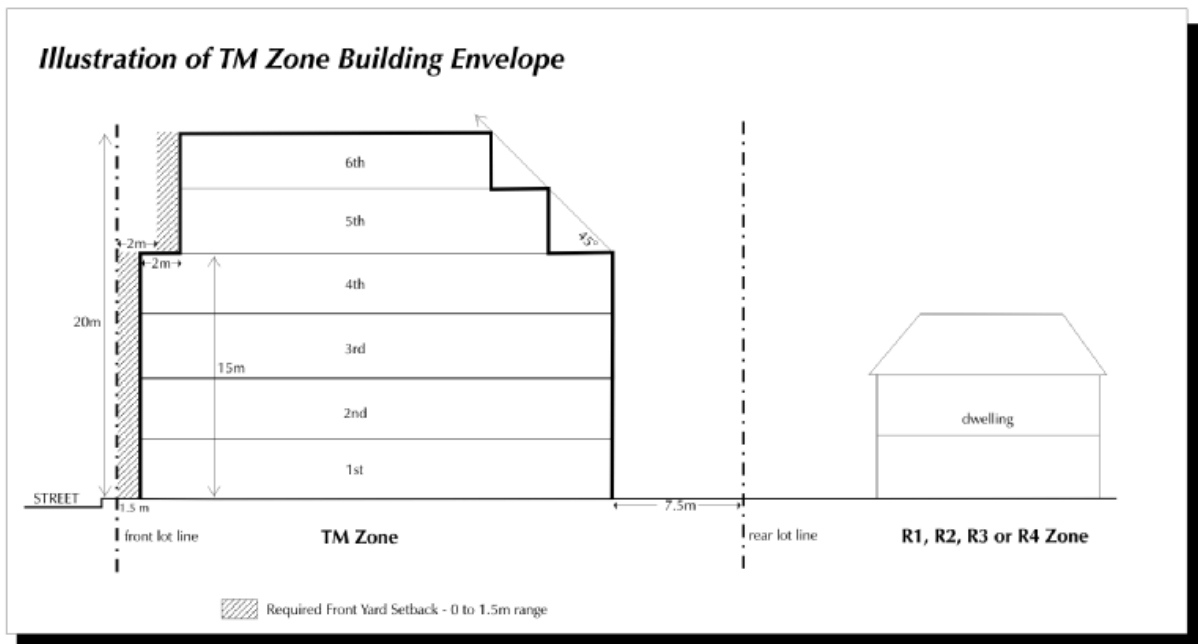 Illustration of TM Zone Building Envelope
6th
5th
45°
2m
2m
4th
20m
3rd
15m
2nd
dwelling
1st
STREET
1.5 m
7.5m
front lot line
TM Zone
rear lot line
R1, R2, R3 or R4 Zone
Required Front Yard Setback - 0 to 1.5m range